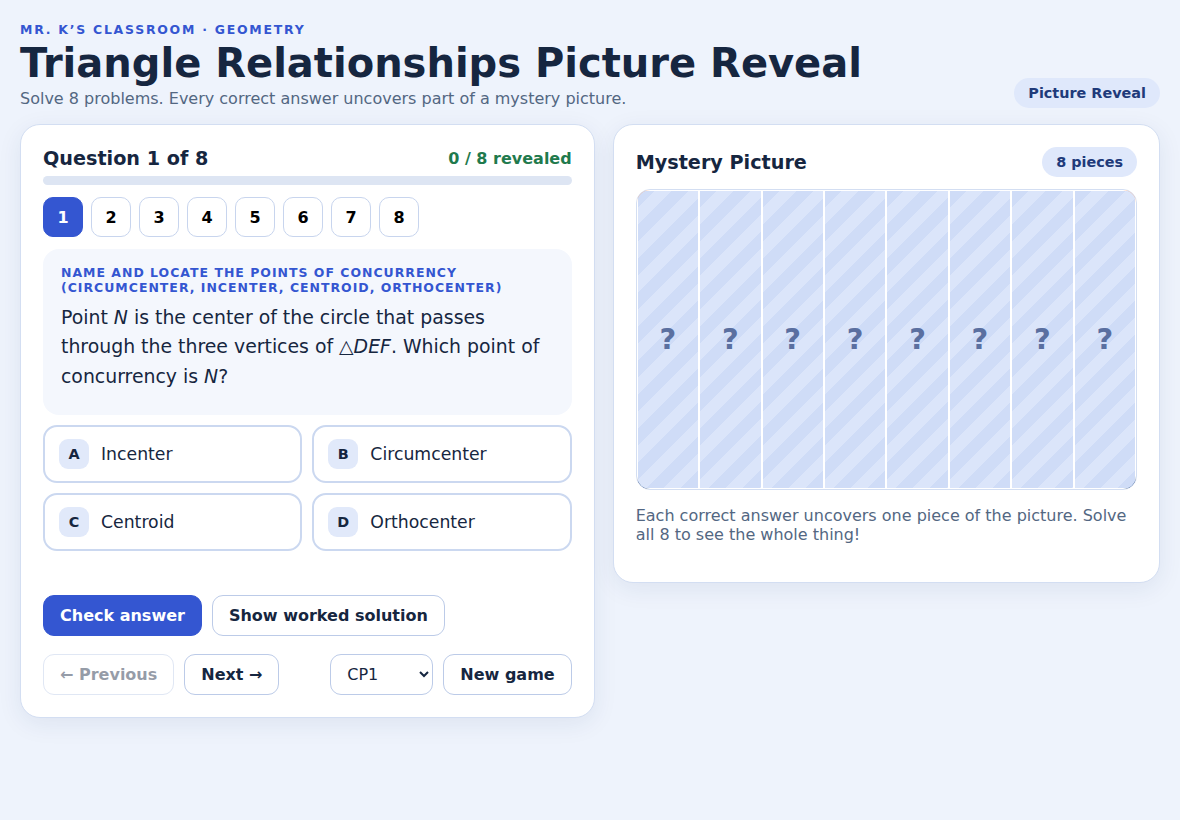 MR. K’S CLASSROOM · GEOMETRY
Triangle Relationships Picture Reveal
Solve 8 problems. Every correct answer uncovers part of a mystery picture.
Picture Reveal
Question 1 of 8
0 / 8 revealed
1 2 3 4 5 6 7 8
NAME AND LOCATE THE POINTS OF CONCURRENCY
(CIRCUMCENTER, INCENTER, CENTROID, ORTHOCENTER)
Point N is the center of the circle that passes
through the three vertices of △DEF. Which point of
concurrency is N?
A Incenter
B Circumcenter
C Centroid
D Orthocenter
Check answer
Show worked solution
← Previous
Next →
CP1
New game
Mystery Picture
8 pieces
? ? ? ? ? ? ? ?
Each correct answer uncovers one piece of the picture. Solve
all 8 to see the whole thing!